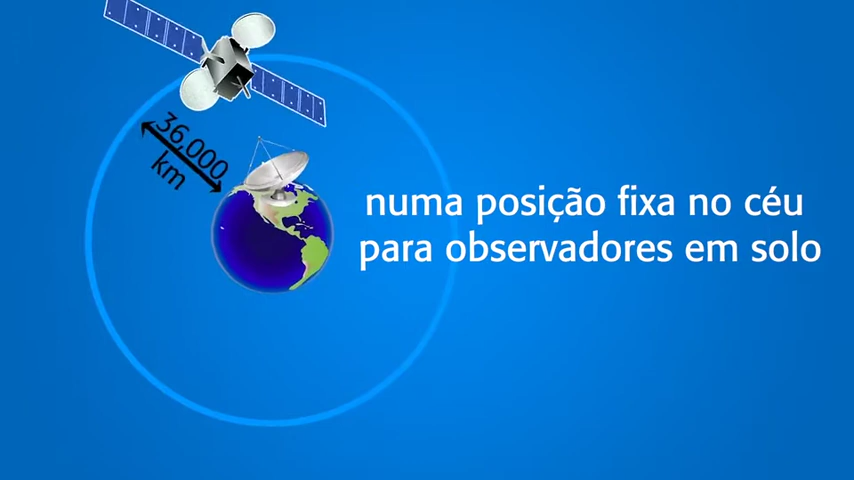 36,000
km
numa posição fixa no céu
para observadores em solo